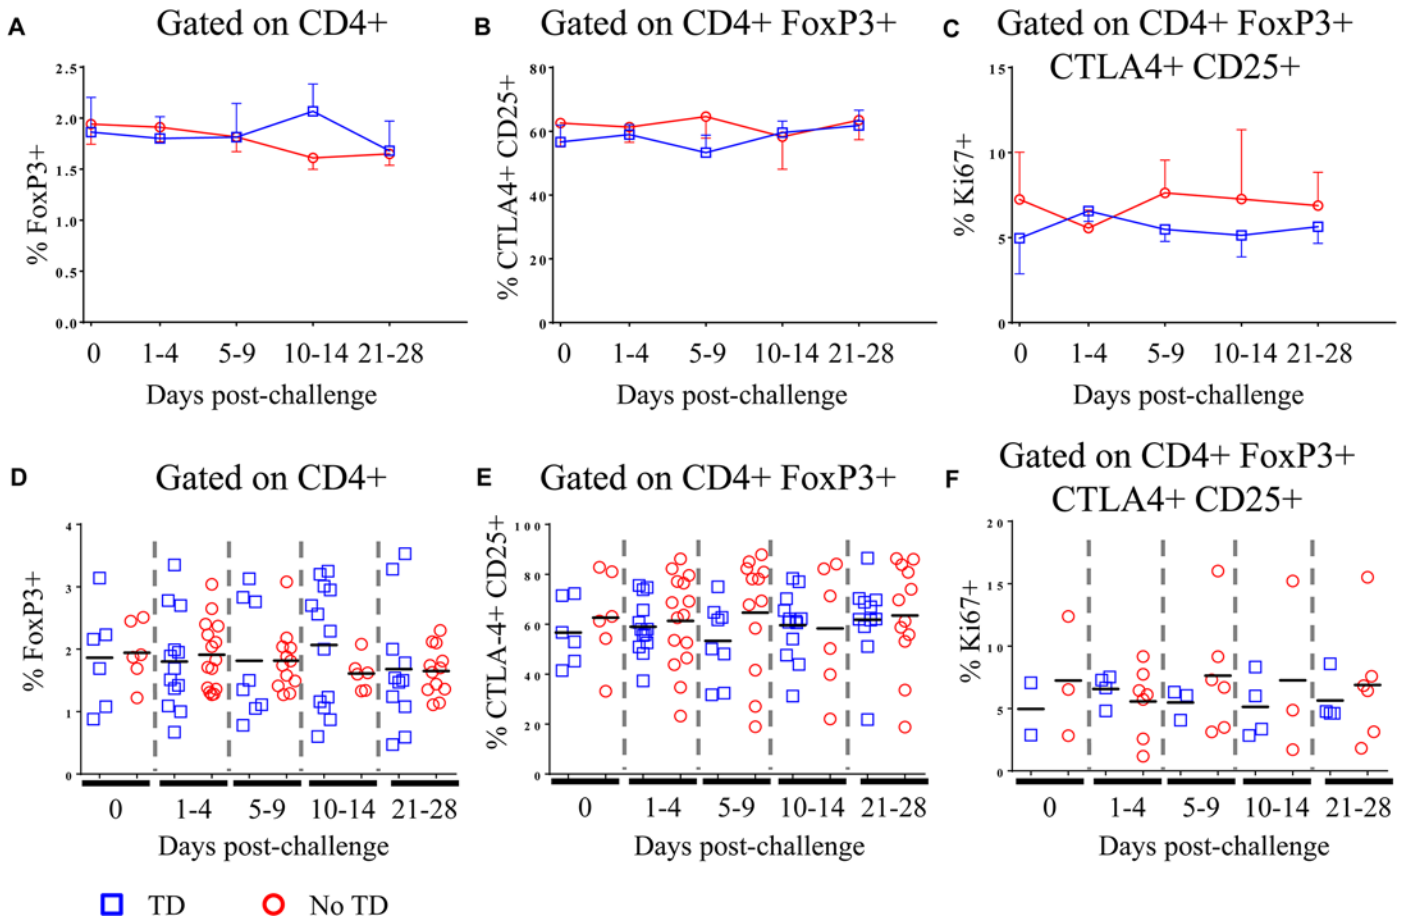 A
Gated on CD4+
% FoxP3+
2.5
2.0
1.5
1.0
0.5
0.0
0 1-4 5-9 10-14 21-28
Days post-challenge
B
Gated on CD4+ FoxP3+
% CTLA4+ CD25+
80
60
40
20
0
0 1-4 5-9 10-14 21-28
Days post-challenge
C
Gated on CD4+ FoxP3+
CTLA4+ CD25+
% Ki67+
15
10
5
0
0 1-4 5-9 10-14 21-28
Days post-challenge
D
Gated on CD4+
% FoxP3+
4
3
2
1
0
0 1-4 5-9 10-14 21-28
Days post-challenge
E
Gated on CD4+ FoxP3+
% CTLA-4+ CD25+
100
80
60
40
20
0
0 1-4 5-9 10-14 21-28
Days post-challenge
F
Gated on CD4+ FoxP3+
CTLA4+ CD25+
% Ki67+
20
15
10
5
0
0 1-4 5-9 10-14 21-28
Days post-challenge
TD No TD